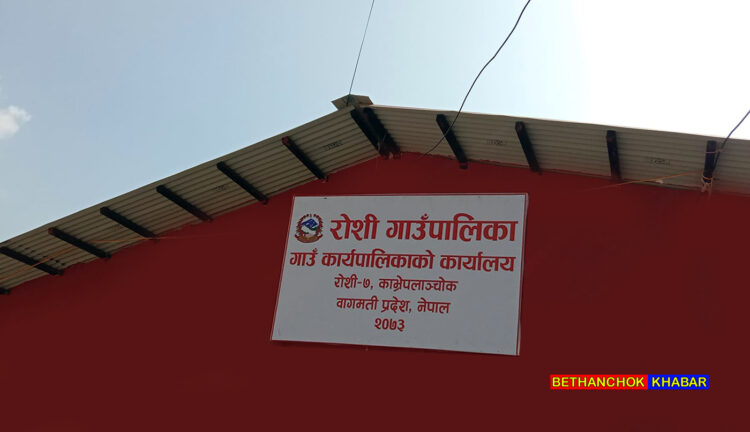 रोशी गाउँपालिका
गाउँ कार्यपालिकाको कार्यालय
रोशी-७, काभ्रेपलाञ्चोक
वागमती प्रदेश, नेपाल
२०७३
BETHANCHOK KHABAR